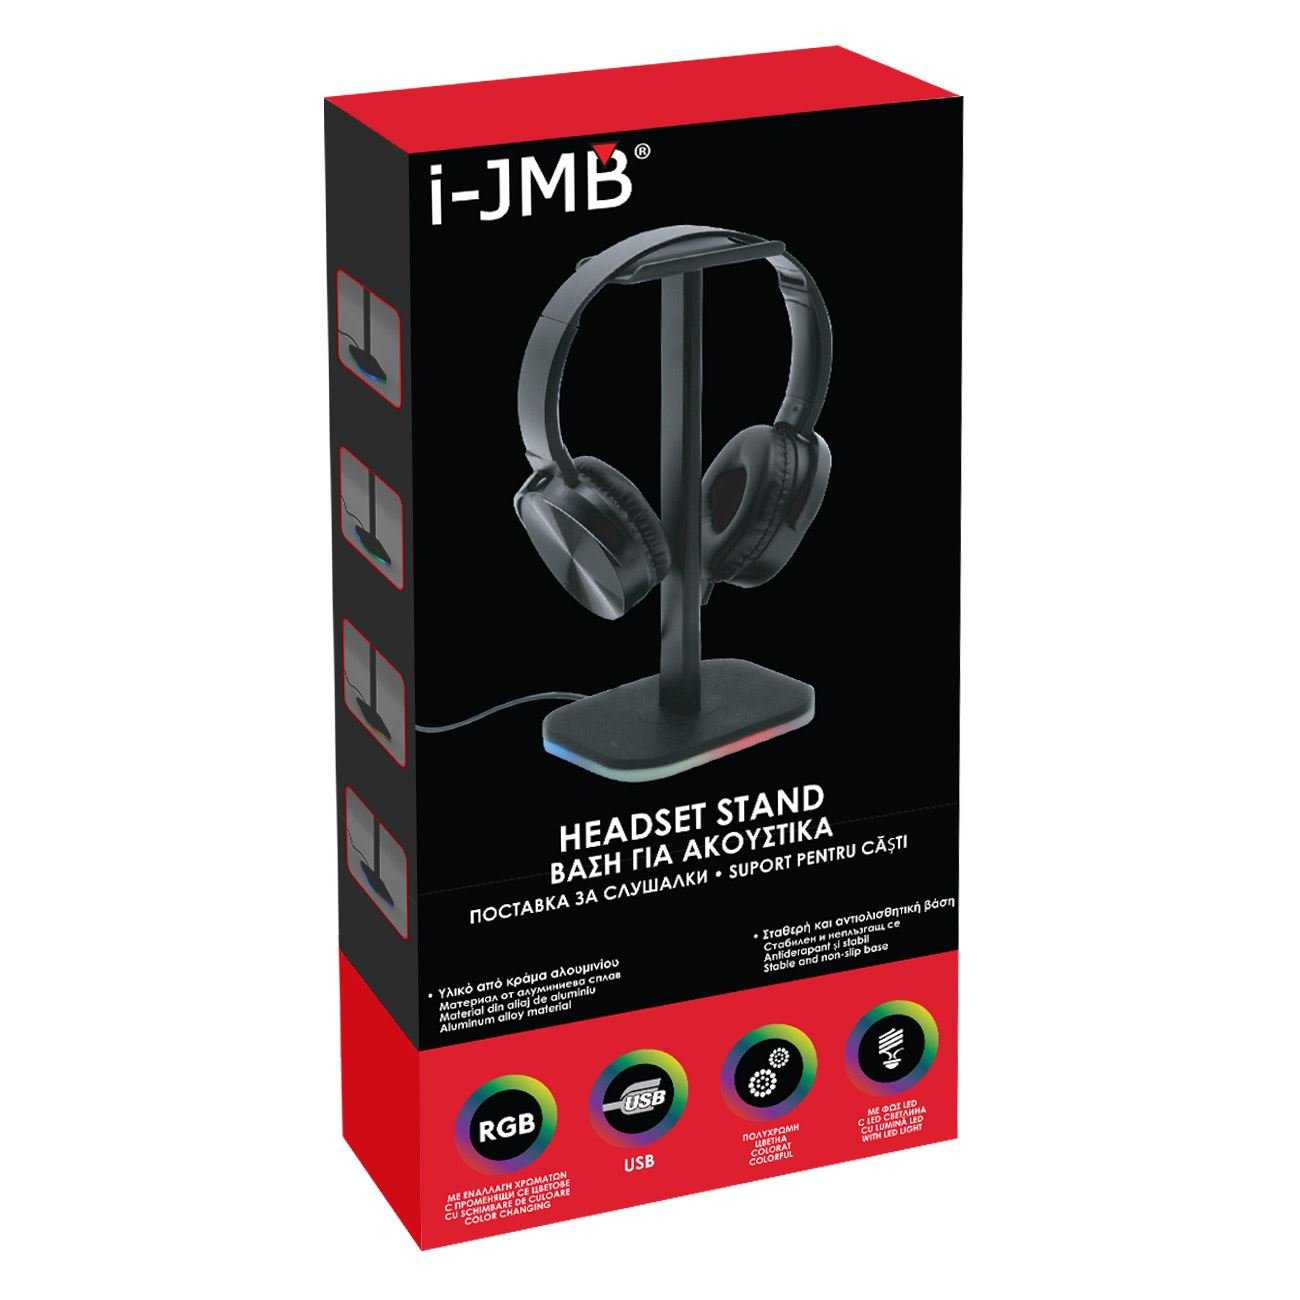 i-JMB®
HEADSET STAND
ΒΑΣΗ ΓΙΑ ΑΚΟΥΣΤΙΚΑ
ПОСТАВКА ЗА СЛУШАЛКИ • SUPORT PENTRU CĂȘTI
• Υλικό από κράμα αλουμινίου
Материал от алуминиева сплав
Material din aliaj de aluminiu
Aluminum alloy material
• Σταθερή και αντιολισθητική βάση
Стабилен и неплъзгащ се
Antiderapant și stabil
Stable and non-slip base
RGB
ΜΕ ΕΝΑΛΛΑΓΗ ΧΡΩΜΑΤΩΝ
С ПРОМЕНЯЩИ СЕ ЦВЕТОВЕ
CU SCHIMBARE DE CULOARE
COLOR CHANGING
USB
USB
ΠΟΛΥΧΡΩΜΗ
ЦВЕТНА
COLORAT
COLORFUL
ΜΕ ΦΩΣ LED
С LED СВЕТЛИНА
CU LUMINĂ LED
WITH LED LIGHT